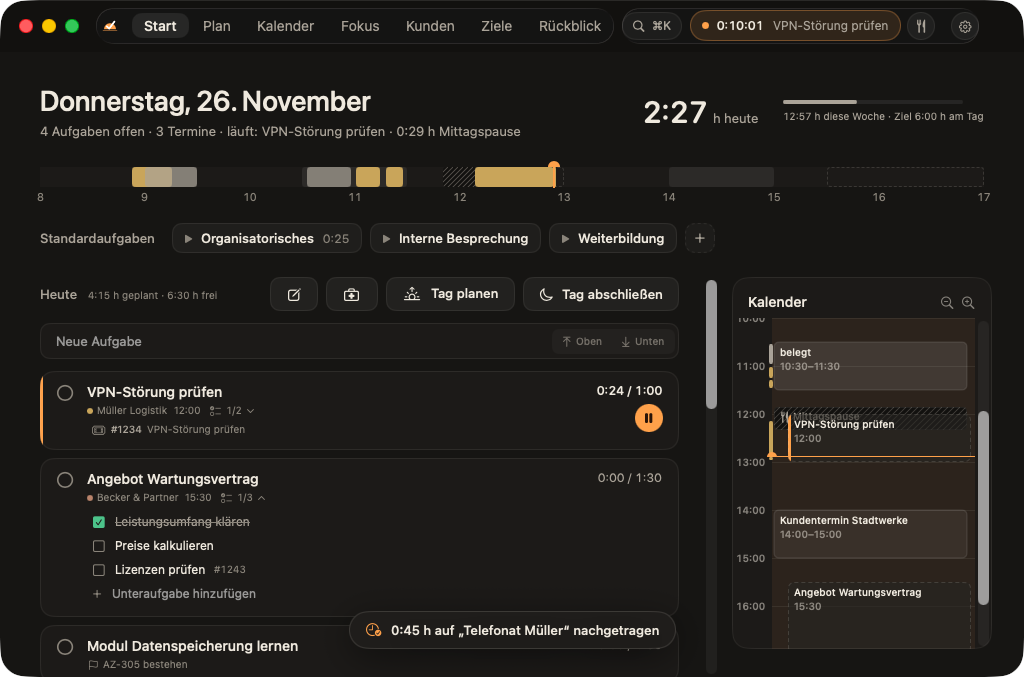 Start Plan Kalender Fokus Kunden Ziele Rückblick ⌘K 0:10:01 VPN-Störung prüfen
Donnerstag, 26. November
4 Aufgaben offen · 3 Termine · läuft: VPN-Störung prüfen · 0:29 h Mittagspause
2:27 h heute
12:57 h diese Woche · Ziel 6:00 h am Tag
8 9 10 11 12 13 14 15 16 17
Standardaufgaben Organisatorisches 0:25 Interne Besprechung Weiterbildung +
Heute 4:15 h geplant · 6:30 h frei Tag planen Tag abschließen
Neue Aufgabe Oben Unten
VPN-Störung prüfen 0:24 / 1:00
Müller Logistik 12:00 1/2
#1234 VPN-Störung prüfen
Angebot Wartungsvertrag 0:00 / 1:30
Becker & Partner 15:30 1/3
Leistungsumfang klären
Preise kalkulieren
Lizenzen prüfen #1243
+ Unteraufgabe hinzufügen
Modul Datenspeicherung lernen
AZ-305 bestehen
0:45 h auf „Telefonat Müller“ nachgetragen
Kalender
10:00
belegt
11:00 10:30–11:30
12:00 Mittagspause
VPN-Störung prüfen
12:00
13:00
14:00
Kundentermin Stadtwerke
14:00–15:00
15:00
Angebot Wartungsvertrag
16:00 15:30